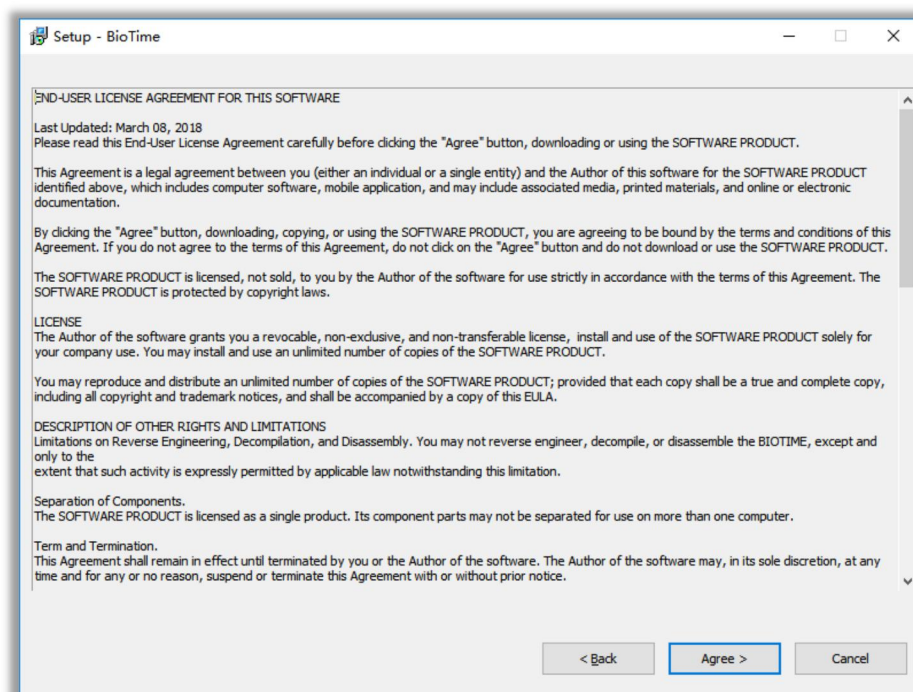 Setup - BioTime
END-USER LICENSE AGREEMENT FOR THIS SOFTWARE
Last Updated: March 08, 2018
Please read this End-User License Agreement carefully before clicking the "Agree" button, downloading or using the SOFTWARE PRODUCT.
This Agreement is a legal agreement between you (either an individual or a single entity) and the Author of this software for the SOFTWARE PRODUCT
identified above, which includes computer software, mobile application, and may include associated media, printed materials, and online or electronic
documentation.
By clicking the "Agree" button, downloading, copying, or using the SOFTWARE PRODUCT, you are agreeing to be bound by the terms and conditions of this
Agreement. If you do not agree to the terms of this Agreement, do not click on the "Agree" button and do not download or use the SOFTWARE PRODUCT.
The SOFTWARE PRODUCT is licensed, not sold, to you by the Author of the software for use strictly in accordance with the terms of this Agreement. The
SOFTWARE PRODUCT is protected by copyright laws.
LICENSE
The Author of the software grants you a revocable, non-exclusive, and non-transferable license, install and use of the SOFTWARE PRODUCT solely for
your company use. You may install and use an unlimited number of copies of the SOFTWARE PRODUCT.
You may reproduce and distribute an unlimited number of copies of the SOFTWARE PRODUCT; provided that each copy shall be a true and complete copy,
including all copyright and trademark notices, and shall be accompanied by a copy of this EULA.
DESCRIPTION OF OTHER RIGHTS AND LIMITATIONS
Limitations on Reverse Engineering, Decompilation, and Disassembly. You may not reverse engineer, decompile, or disassemble the BIOTIME, except and
only to the
extent that such activity is expressly permitted by applicable law notwithstanding this limitation.
Separation of Components.
The SOFTWARE PRODUCT is licensed as a single product. Its component parts may not be separated for use on more than one computer.
Term and Termination.
This Agreement shall remain in effect until terminated by you or the Author of the software. The Author of the software may, in its sole discretion, at any
time and for any or no reason, suspend or terminate this Agreement with or without prior notice.
< Back Agree > Cancel